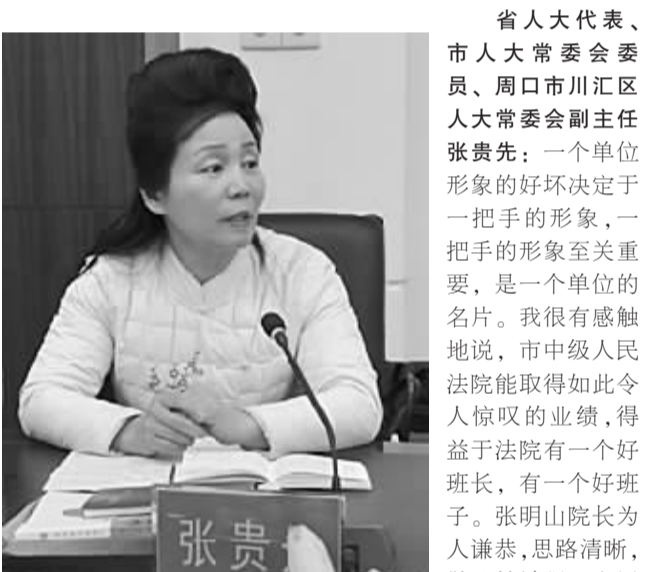 省人大代表、
市人大常委会委
员、周口市川汇区
人大常委会副主任
张贵先：一个单位
形象的好坏决定于
一把手的形象，一
把手的形象至关重
要，是一个单位的
名片。我很有感触
地说，市中级人民
法院能取得如此令
人惊叹的业绩，得
益于法院有一个好
班长，有一个好班
子。张明山院长为
人谦恭，思路清晰，
张贵